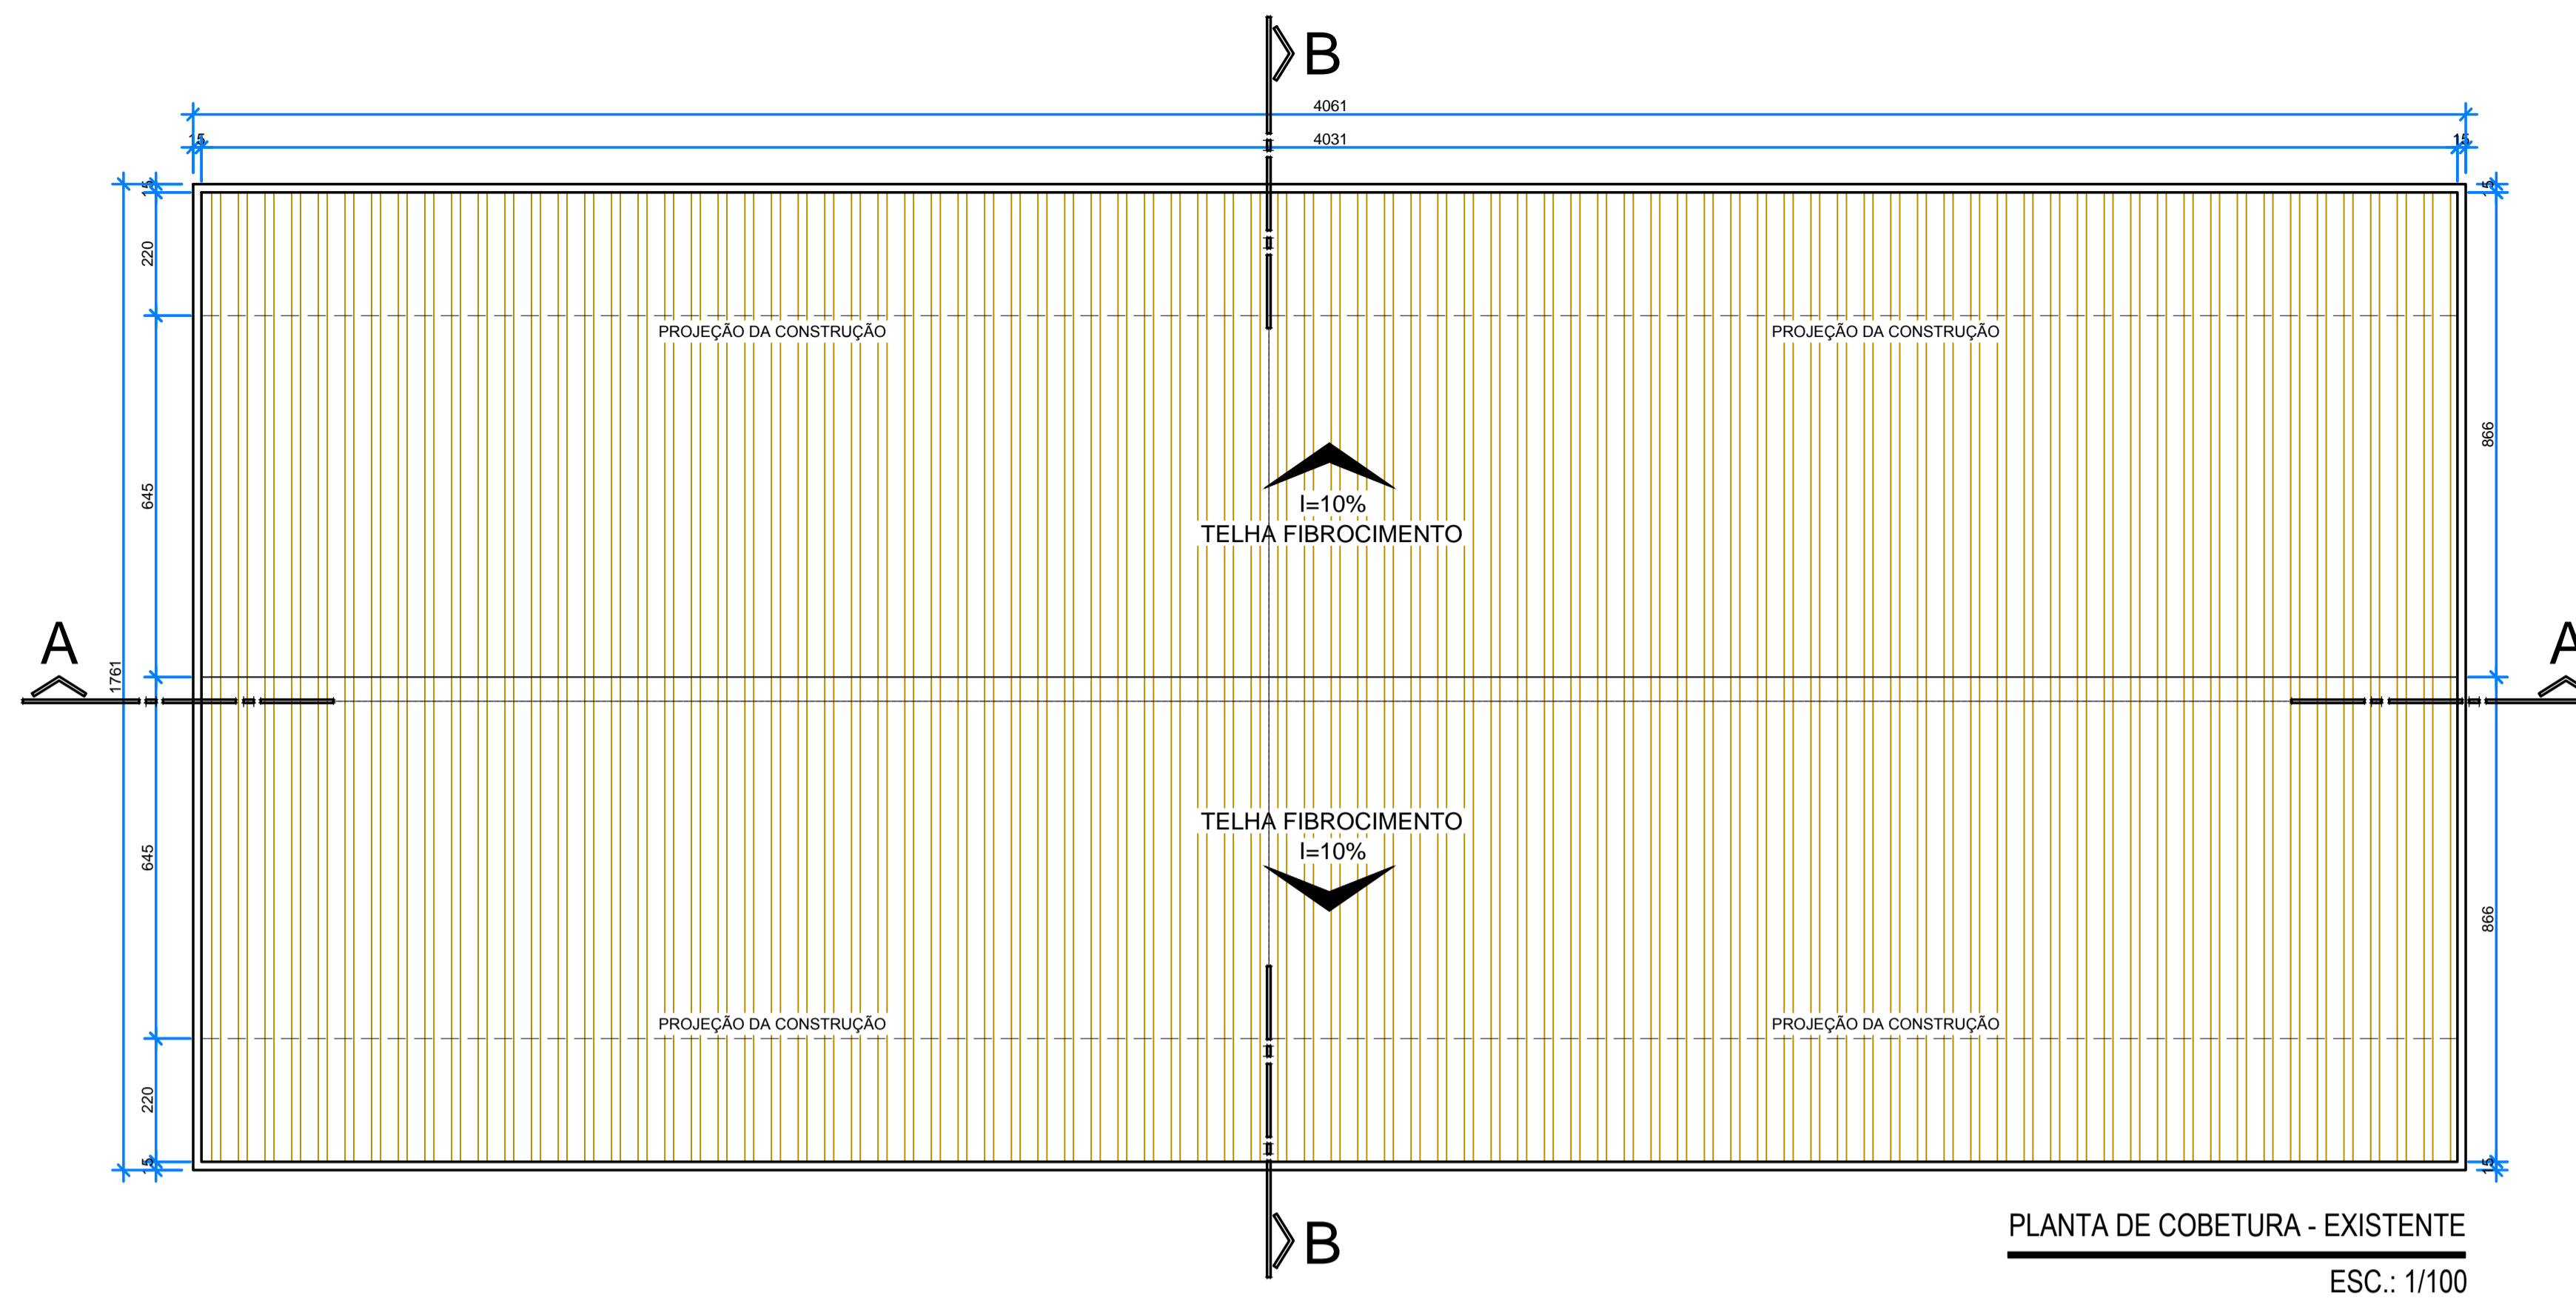 B
4061
15
4031
15
15
15
220
PROJEÇÃO DA CONSTRUÇÃO
PROJEÇÃO DA CONSTRUÇÃO
866
645
I=10%
TELHA FIBROCIMENTO
A
A
1761
TELHA FIBROCIMENTO
I=10%
645
866
PROJEÇÃO DA CONSTRUÇÃO
PROJEÇÃO DA CONSTRUÇÃO
220
15
15
B
PLANTA DE COBETURA - EXISTENTE
ESC.: 1/100